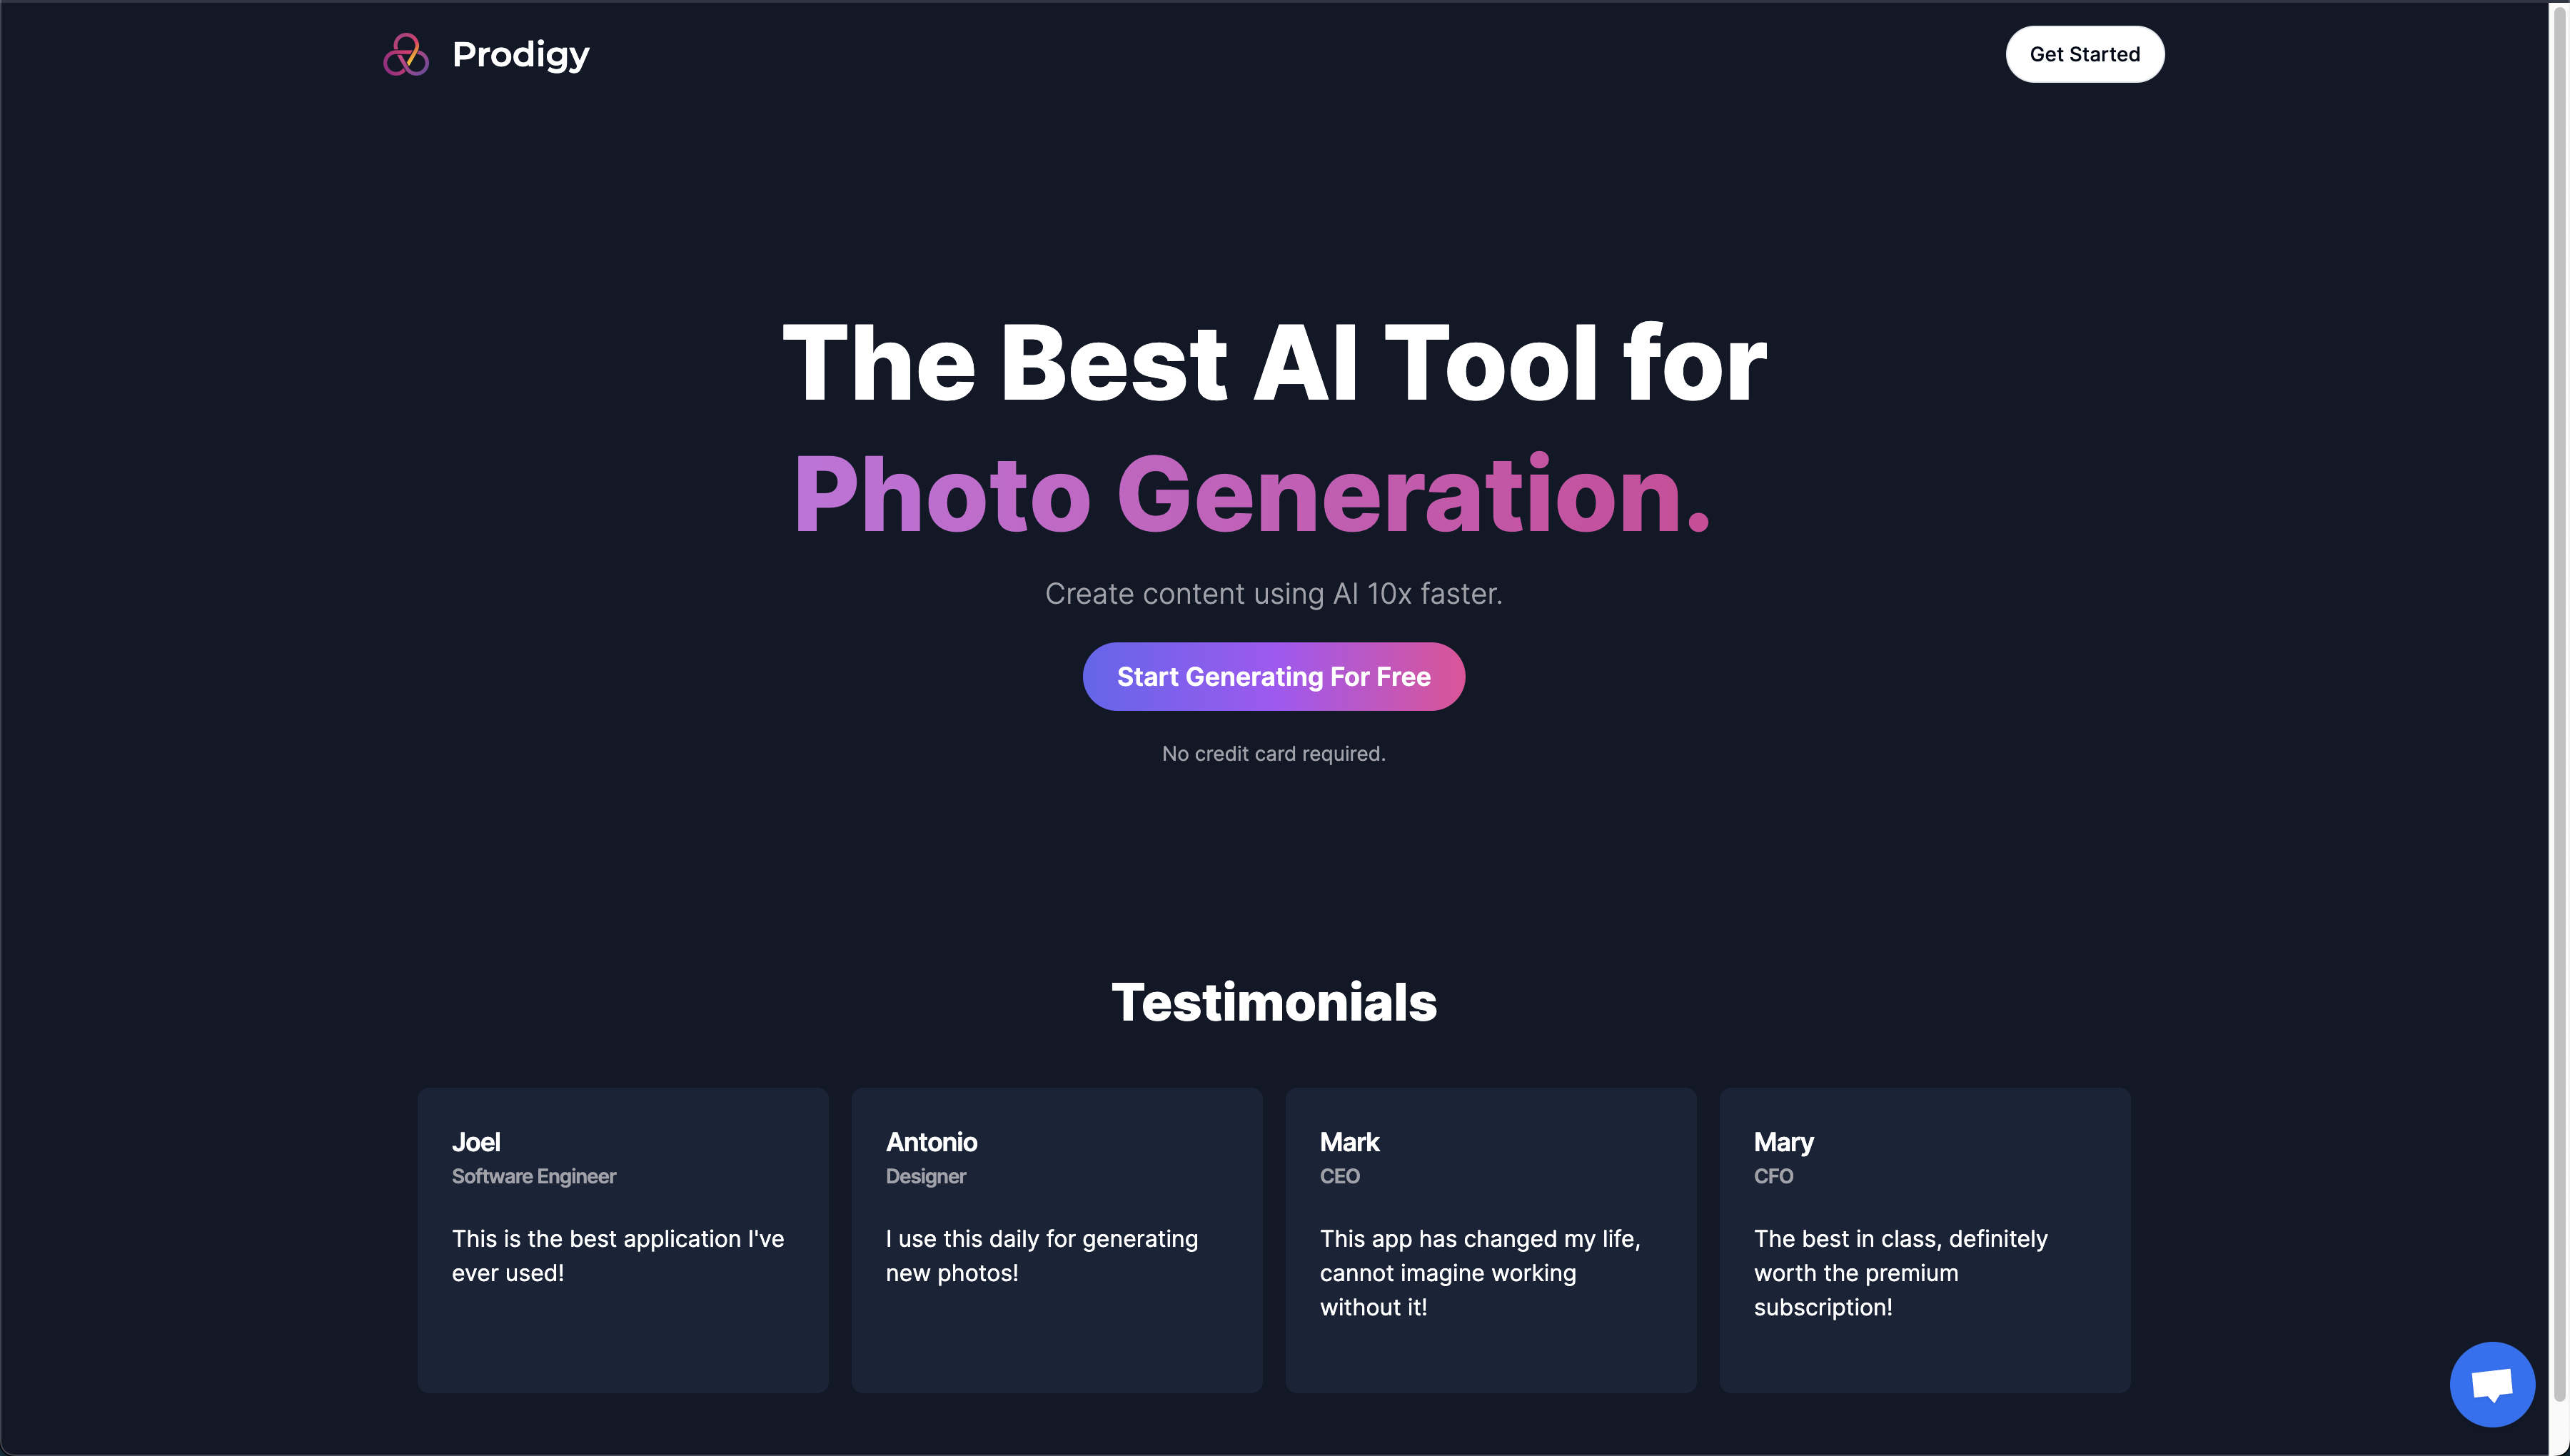 Prodigy
Get Started
The Best AI Tool for
Photo Generation.
Create content using AI 10x faster.
Start Generating For Free
No credit card required.
Testimonials
Joel
Software Engineer
This is the best application I've
ever used!
Antonio
Designer
I use this daily for generating
new photos!
Mark
CEO
This app has changed my life,
cannot imagine working
without it!
Mary
CFO
The best in class, definitely
worth the premium
subscription!